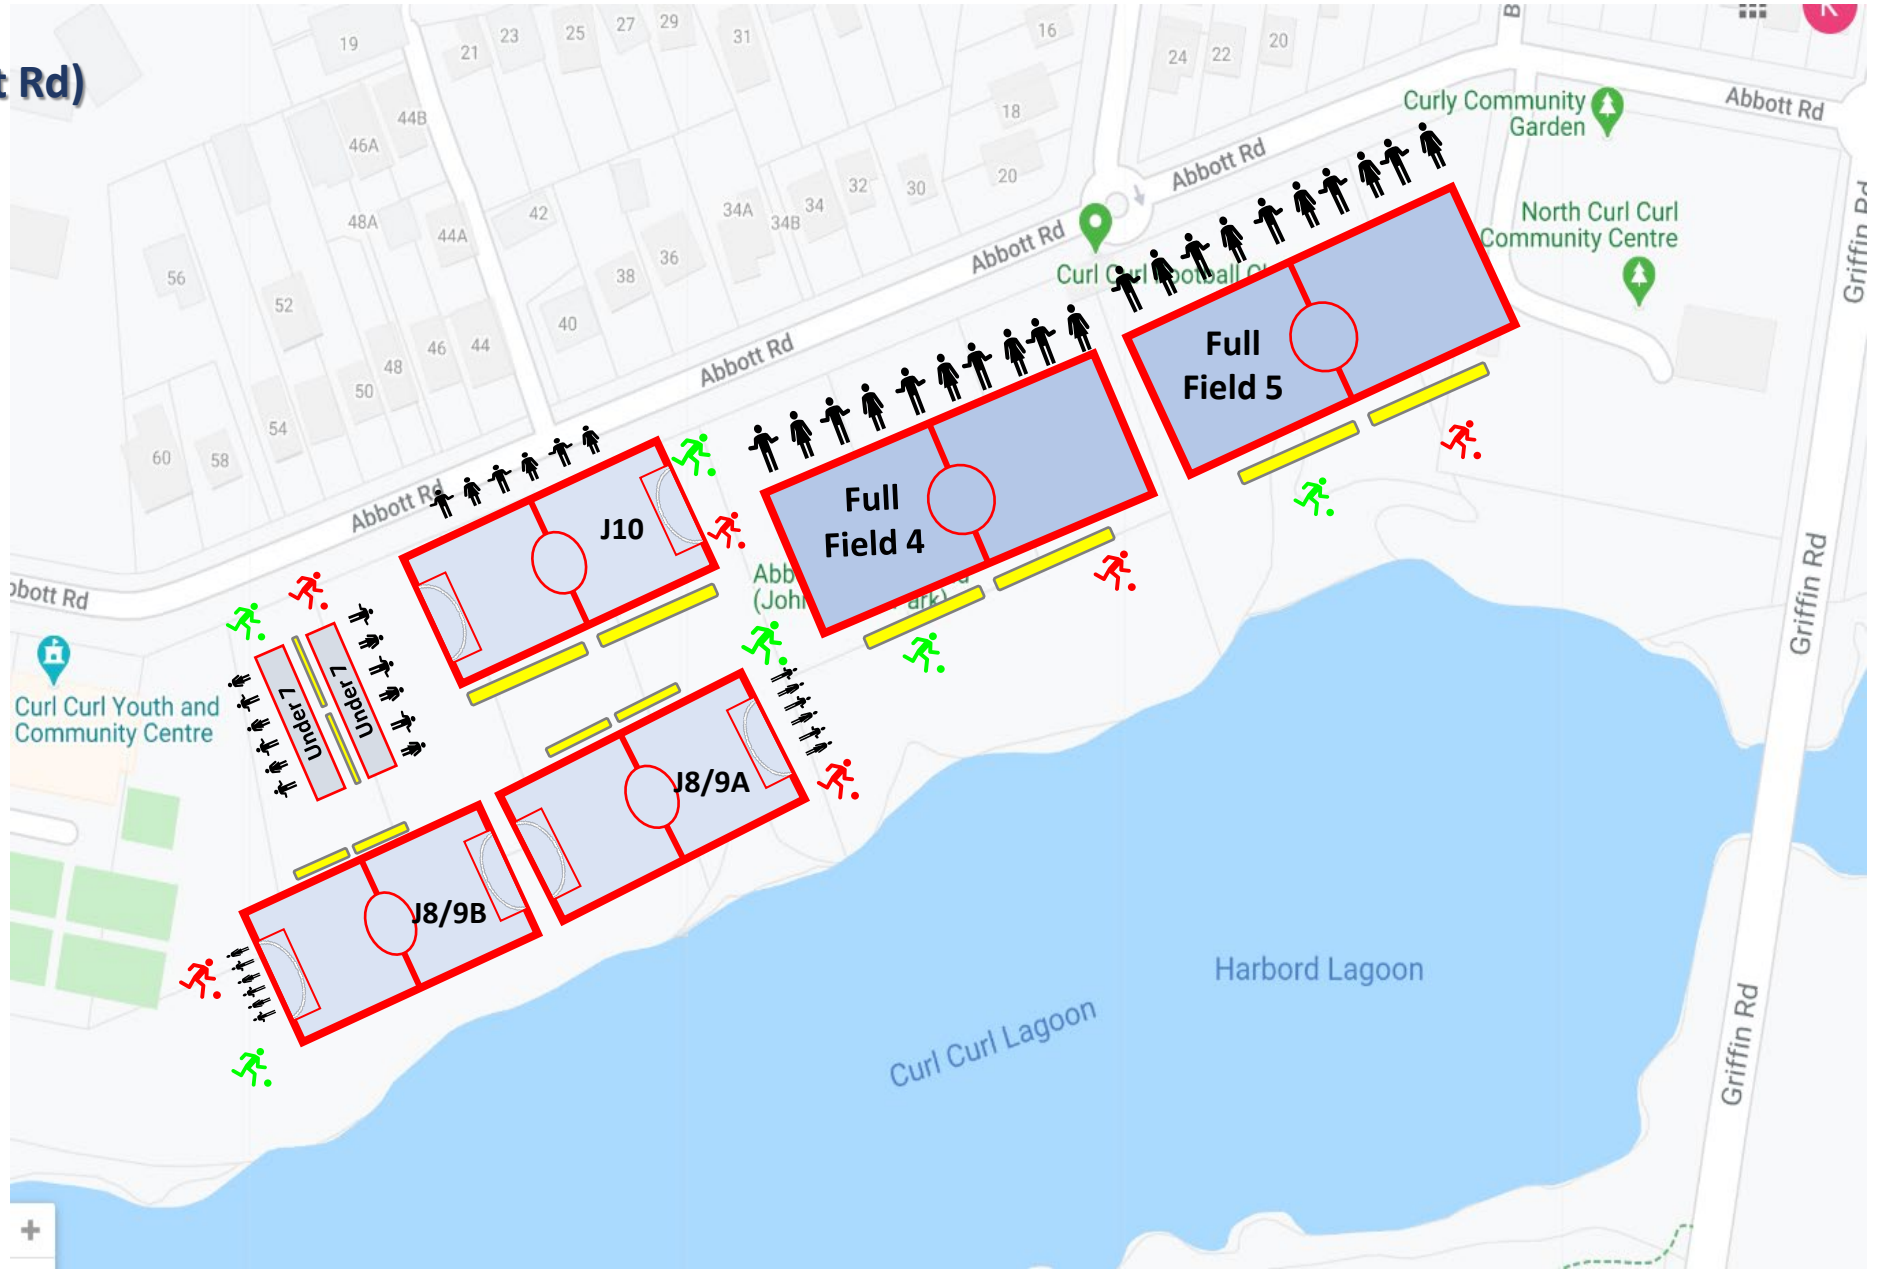 t Rd)
19
21
23
25
27
29
31
16
24
22
20
Curly Community
Garden
Abbott Rd
44B
46A
18
Abbott Rd
20
48A
44A
42
34A
34B
34
32
30
North Curl Curl
Community Centre
Griffin Rd
56
38
36
Abbott Rd
Curl Curl Football Cl
52
40
Abbott Rd
Full
Field 5
50
48
46
44
60
58
54
Abbott Rd
J10
Full
Field 4
bbott Rd
Abb
(John
ark)
Griffin Rd
Curl Curl Youth and
Community Centre
Under 7
Under 7
J8/9A
J8/9B
Harbord Lagoon
Curl Curl Lagoon
Griffin Rd
+